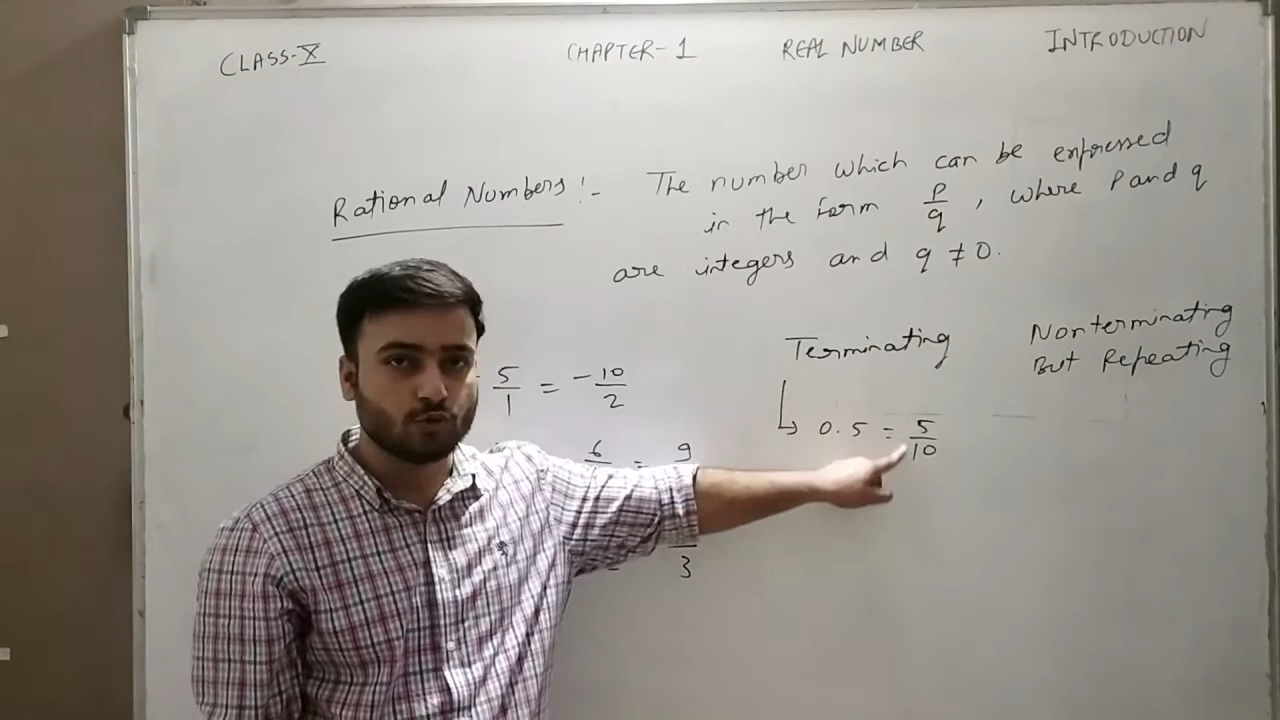 CLASS-X CHAPTER-1 REAL NUMBER INTRODUCTION
Rational Numbers:- The number which can be expressed
in the form p/q, where p and q
are integers and q ≠ 0.
Terminating Nonterminating
But Repeating
5/1 = -10/2
0.5 = 5/10
6 = 9
3